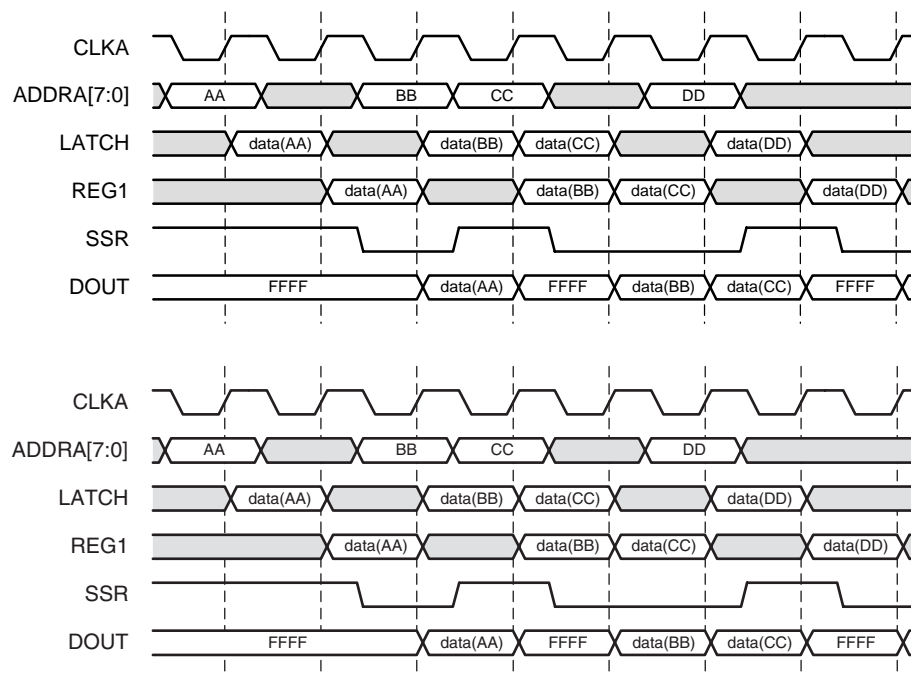 CLKA
ADDRA[7:0] AA BB CC DD
LATCH data(AA) data(BB) data(CC) data(DD)
REG1 data(AA) data(BB) data(CC) data(DD)
SSR
DOUT FFFF data(AA) FFFF data(BB) data(CC) FFFF
CLKA
ADDRA[7:0] AA BB CC DD
LATCH data(AA) data(BB) data(CC) data(DD)
REG1 data(AA) data(BB) data(CC) data(DD)
SSR
DOUT FFFF data(AA) FFFF data(BB) data(CC) FFFF